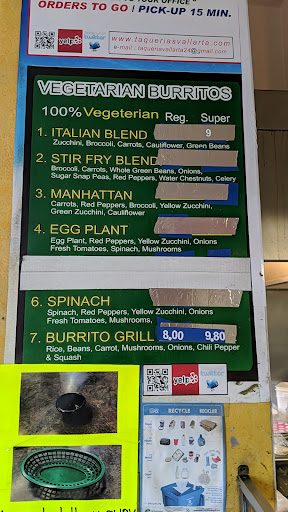 ORDERS TO GO / PICK-UP 15 MIN.
yelp
twitter
www.taqueriasvallarta.com
e-mail: taqueriasvallarta24@gmail.com
VEGETARIAN BURRITOS
100% Vegeterian Reg. Super
1. ITALIAN BLEND 9
Zucchini, Broccoli, Carrots, Cauliflower, Green Beans
2. STIR FRY BLEND
Broccoli, Carrots, Whole Green Beans, Onions,
Sugar Snap Peas, Red Peppers, Water Chestnuts, Celery
3. MANHATTAN
Carrots, Red Peppers, Broccoli, Yellow Zucchini,
Green Zucchini, Cauliflower
4. EGG PLANT
Egg Plant, Red Peppers, Yellow Zucchini, Onions
Fresh Tomatoes, Spinach, Mushrooms
6. SPINACH
Spinach, Red Peppers, Yellow Zucchini, Onions
Fresh Tomatoes, Mushrooms,
7. BURRITO GRILL 8,00 9,80
Rice, Beans, Carrot, Mushrooms, Onions, Chili Pepper
& Squash
yelp
twitter
RECYCLE RECICLAR